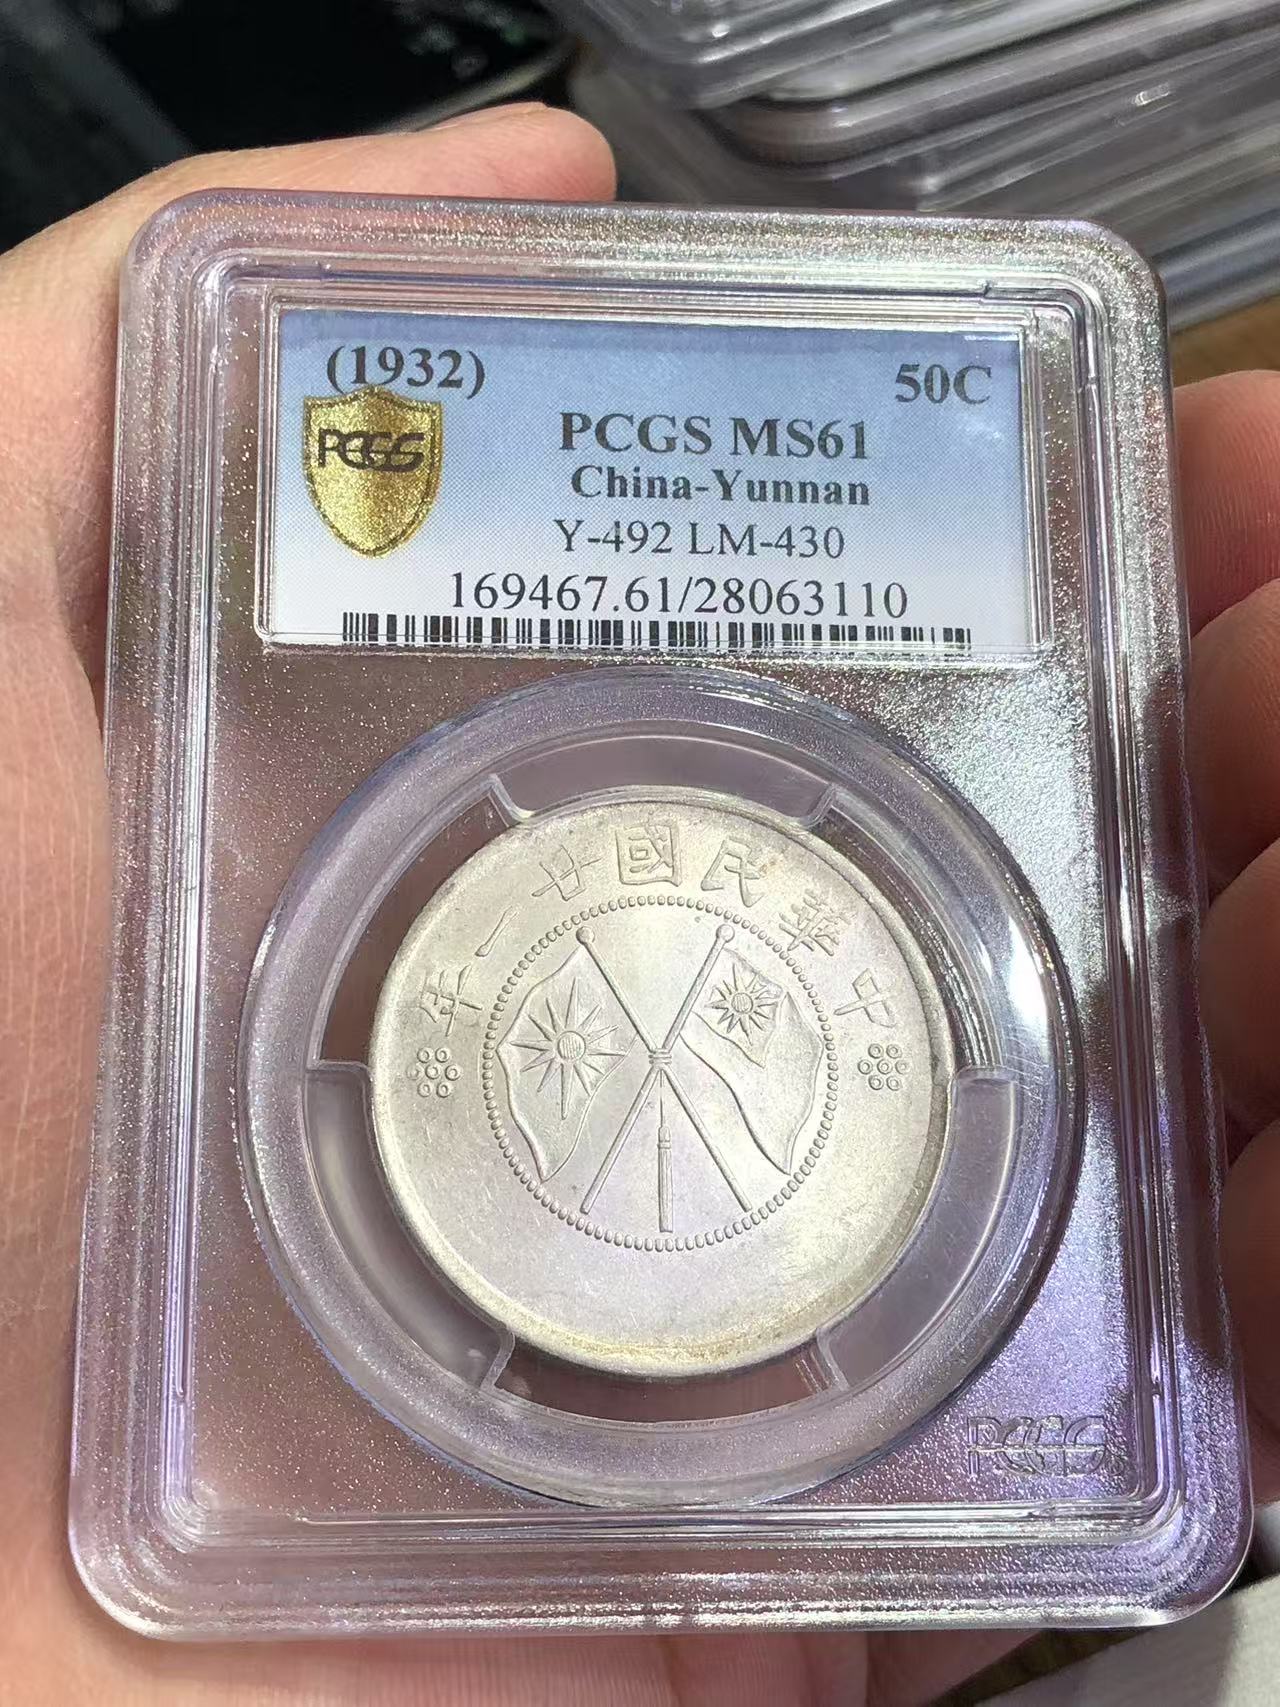 (1932) 50C
PCGS
PCGS MS61
China-Yunnan
Y-492 LM-430
169467.61/28063110
年一廿國民華中
PCGS